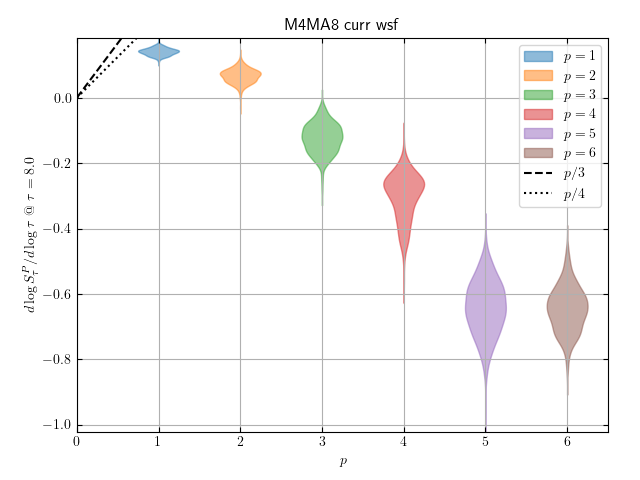 M4MA8 curr wsf
d log S_τ^P / d log τ @ τ = 8.0
0.0
−0.2
−0.4
−0.6
−0.8
−1.0
0 1 2 3 4 5 6
p
p = 1
p = 2
p = 3
p = 4
p = 5
p = 6
p/3
p/4